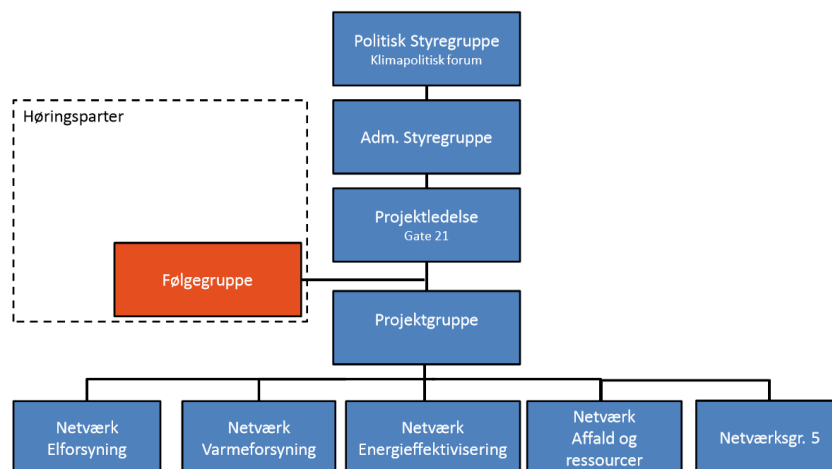 Politisk Styregruppe
Klimapolitisk forum
Høringsparter
Adm. Styregruppe
Projektledelse
Gate 21
Følgegruppe
Projektgruppe
Netværk
Elforsyning
Netværk
Varmeforsyning
Netværk
Energieffektivisering
Netværk
Affald og
ressourcer
Netværksgr. 5